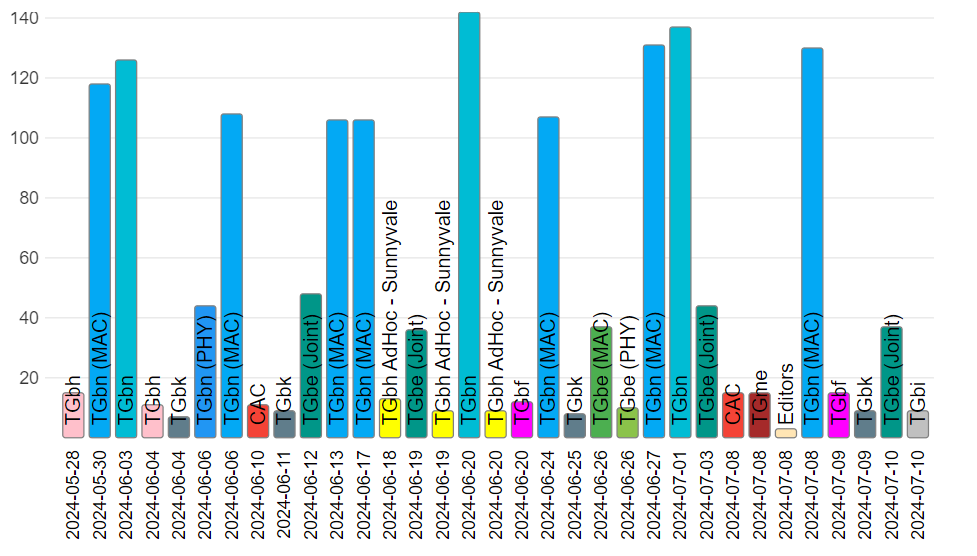 140
120
100
80
60
40
20
TGbh
TGbn (MAC)
TGbn
TGbh
TGbk
TGbn (PHY)
TGbn (MAC)
CAC
TGbk
TGbe (Joint)
TGbn (MAC)
TGbn (MAC)
TGbh AdHoc - Sunnyvale
TGbe (Joint)
TGbh AdHoc - Sunnyvale
TGbn
TGbh AdHoc - Sunnyvale
TGbf
TGbn (MAC)
TGbk
TGbe (MAC)
TGbe (PHY)
TGbn (MAC)
TGbn
TGbe (Joint)
CAC
TGme
Editors
TGbn (MAC)
TGbf
TGbk
TGbe (Joint)
TGbi
2024-05-28
2024-05-30
2024-06-03
2024-06-04
2024-06-04
2024-06-06
2024-06-06
2024-06-10
2024-06-11
2024-06-12
2024-06-13
2024-06-17
2024-06-18
2024-06-19
2024-06-19
2024-06-20
2024-06-20
2024-06-20
2024-06-24
2024-06-25
2024-06-26
2024-06-26
2024-06-27
2024-07-01
2024-07-03
2024-07-08
2024-07-08
2024-07-08
2024-07-08
2024-07-09
2024-07-09
2024-07-10
2024-07-10